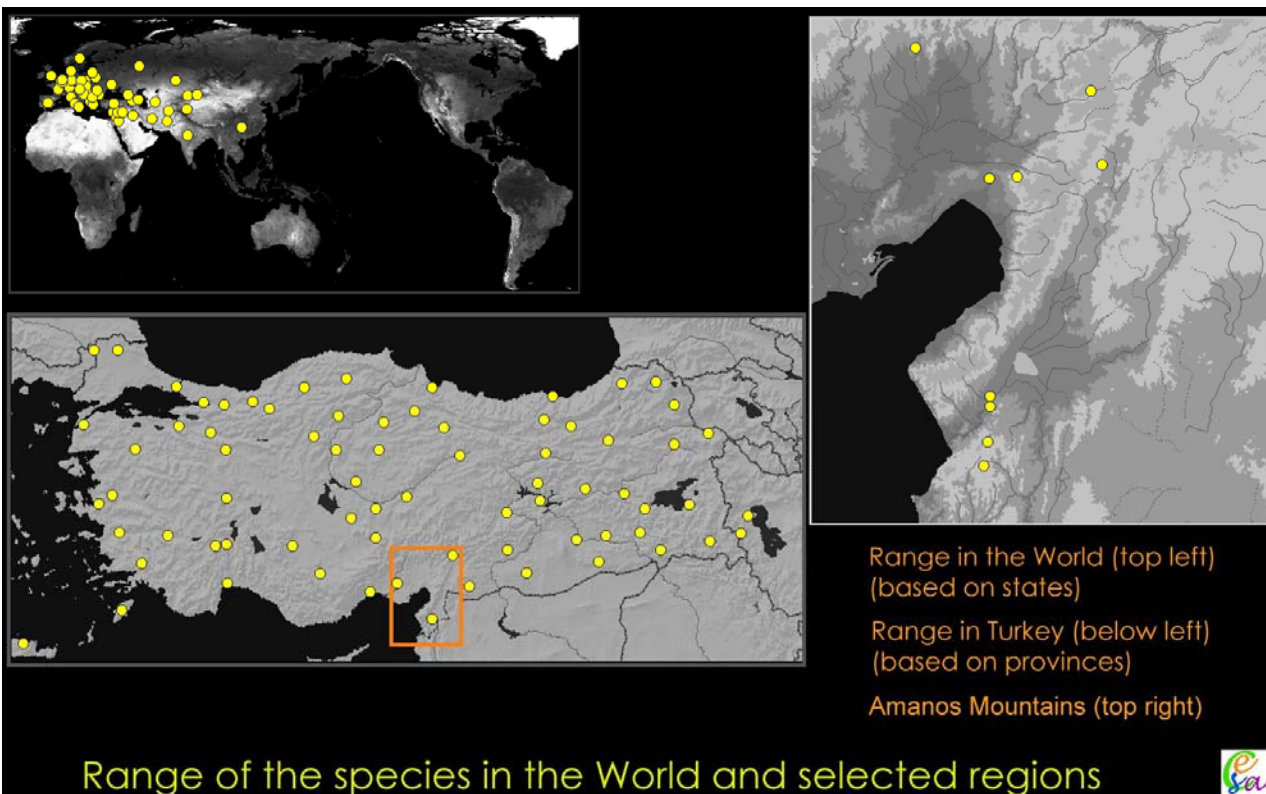 Range in the World (top left)
(based on states)
Range in Turkey (below left)
(based on provinces)
Amanos Mountains (top right)
Range of the species in the World and selected regions